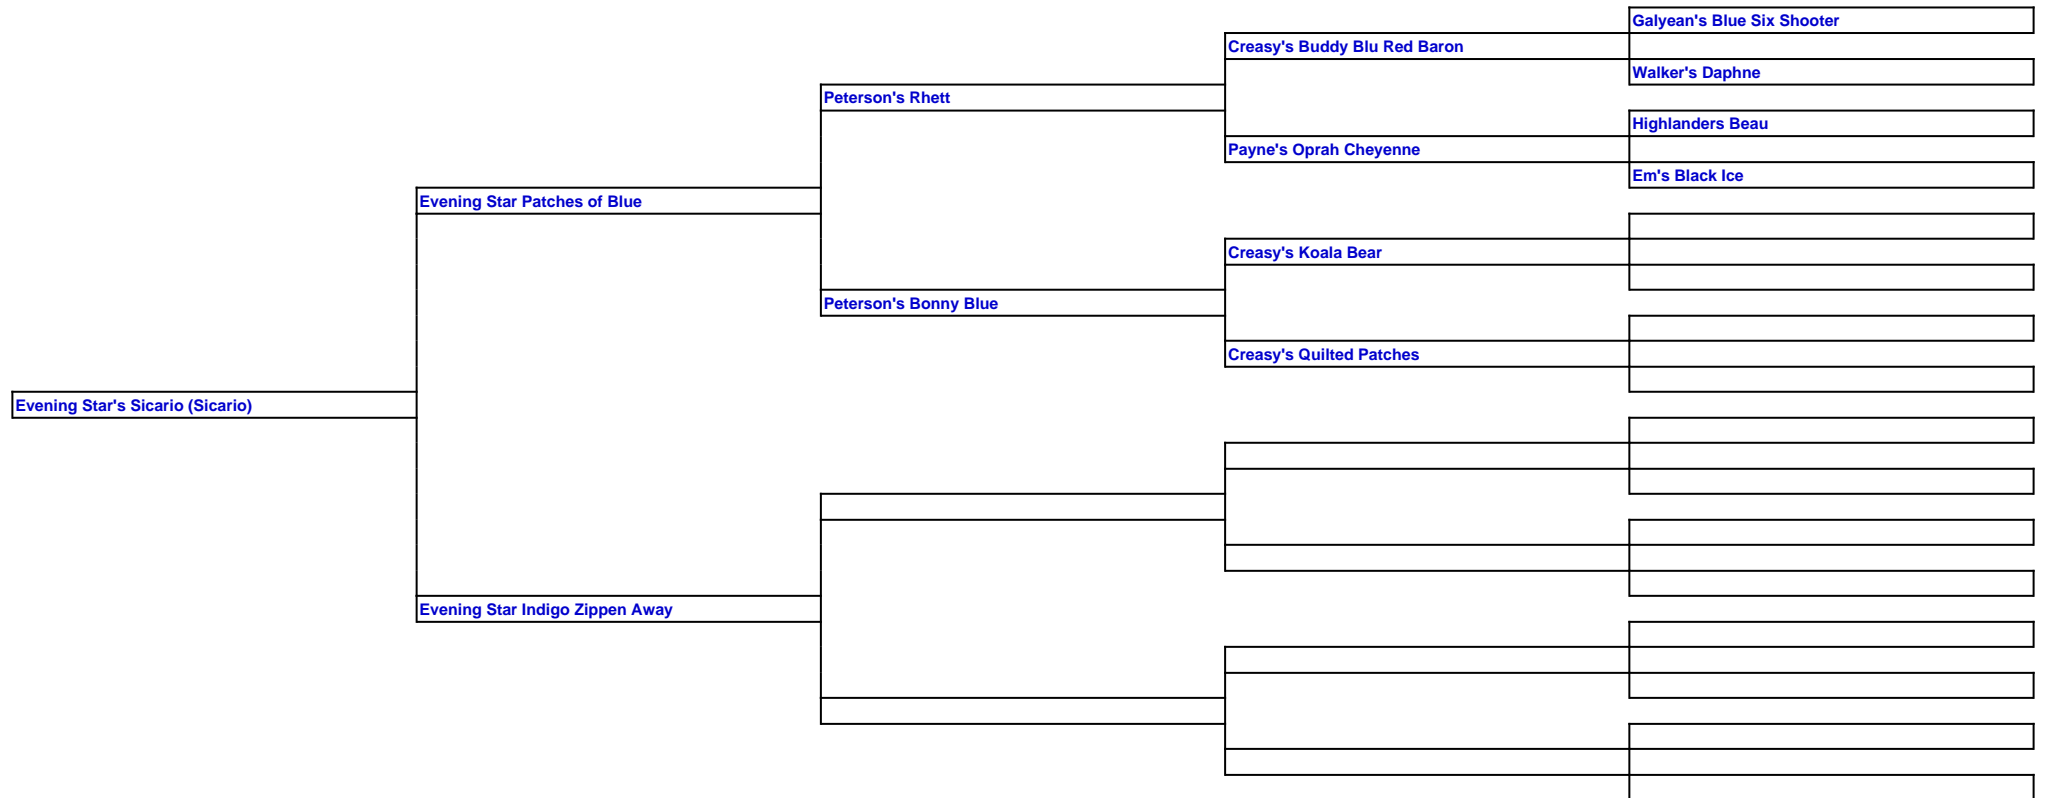 Galyean's Blue Six Shooter
Creasy's Buddy Blu Red Baron
Walker's Daphne
Peterson's Rhett
Highlanders Beau
Payne's Oprah Cheyenne
Em's Black Ice
Evening Star Patches of Blue
Creasy's Koala Bear
Peterson's Bonny Blue
Creasy's Quilted Patches
Evening Star's Sicario (Sicario)
Evening Star Indigo Zippen Away